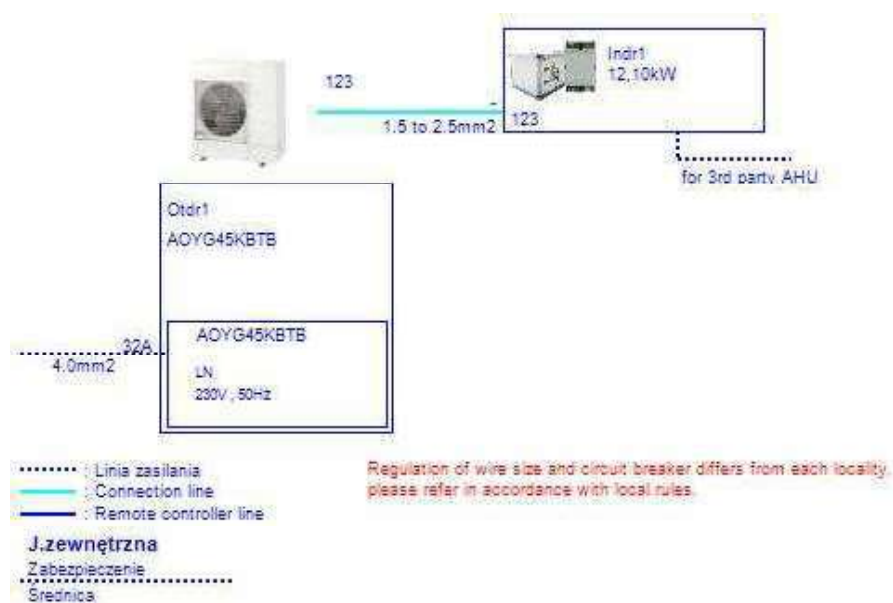 Indr1
12,10kW
123
1.5 to 2.5mm2
123
for 3rd party AHU
Otdr1
AOYG45KBTB
32A
4.0mm2
AOYG45KBTB
LN
230V , 50Hz
: Linia zasilania
: Connection line
: Remote controller line
Regulation of wire size and circuit breaker differs from each locality,
please refer in accordance with local rules.
J.zewnętrzna
Zabezpieczenie
Średnica